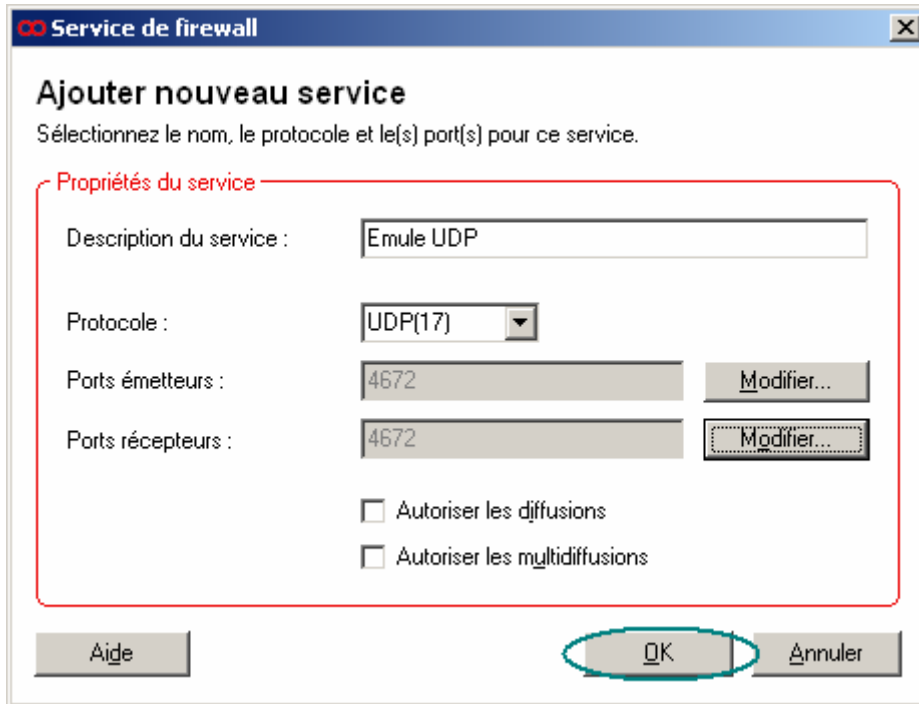 Service de firewall
Ajouter nouveau service
Sélectionnez le nom, le protocole et le(s) port(s) pour ce service.
Propriétés du service
Description du service : Emule UDP
Protocole : UDP(17)
Ports émetteurs : 4672 Modifier...
Ports récepteurs : 4672 Modifier...
Autoriser les diffusions
Autoriser les multidiffusions
Aide OK Annuler